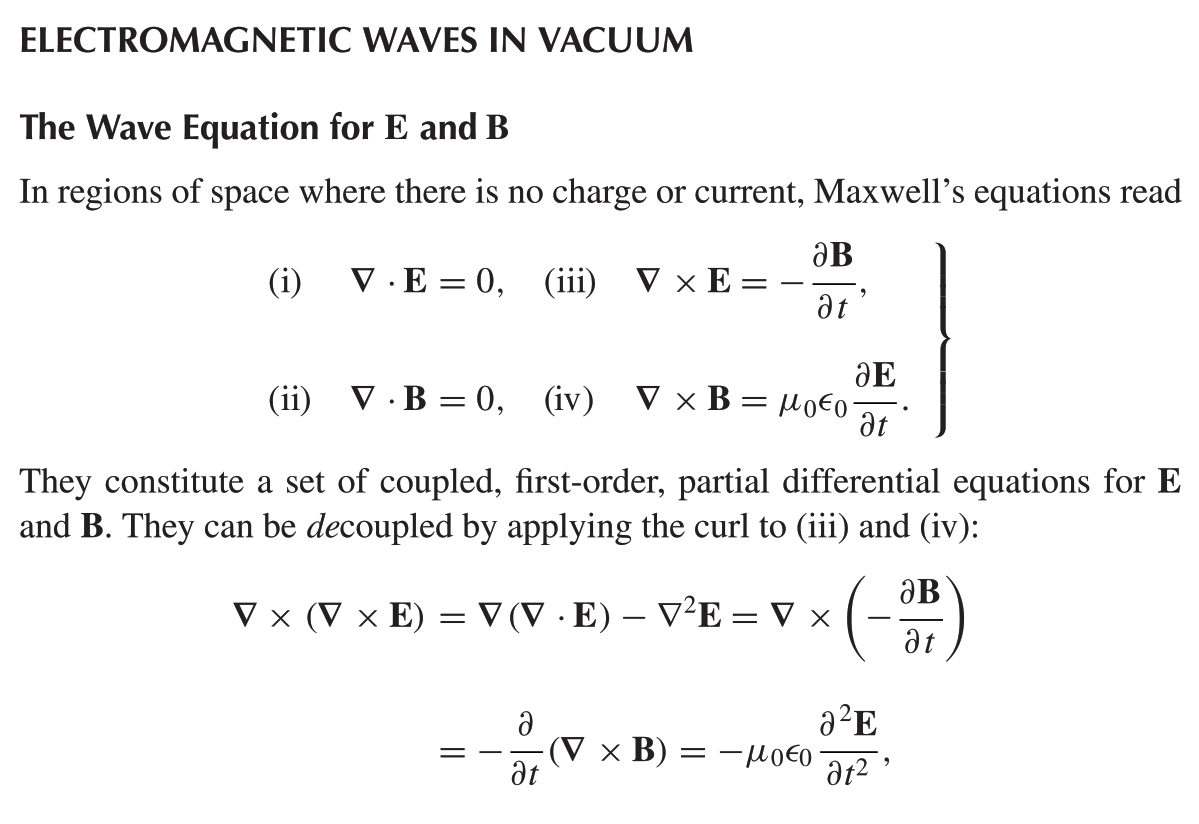 ELECTROMAGNETIC WAVES IN VACUUM
The Wave Equation for E and B
In regions of space where there is no charge or current, Maxwell’s equations read
(i) ∇ · E = 0, (iii) ∇ × E = −∂B/∂t,
(ii) ∇ · B = 0, (iv) ∇ × B = μ₀ϵ₀ ∂E/∂t.
They constitute a set of coupled, first-order, partial differential equations for E
and B. They can be decoupled by applying the curl to (iii) and (iv):
∇ × (∇ × E) = ∇(∇ · E) − ∇²E = ∇ × (−∂B/∂t)
= −∂/∂t (∇ × B) = −μ₀ϵ₀ ∂²E/∂t²,